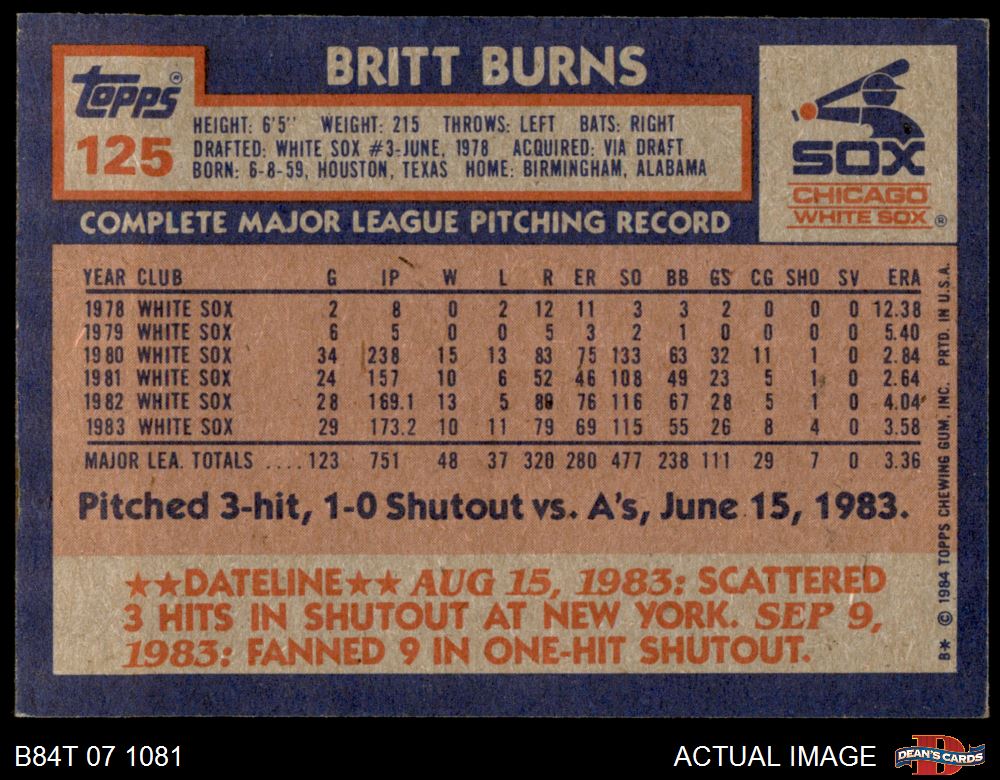 BRITT BURNS
Topps®
125
HEIGHT: 6'5" WEIGHT: 215 THROWS: LEFT BATS: RIGHT
DRAFTED: WHITE SOX #3-JUNE, 1978 ACQUIRED: VIA DRAFT
BORN: 6-8-59, HOUSTON, TEXAS HOME: BIRMINGHAM, ALABAMA
SOX
CHICAGO
WHITE SOX ®
COMPLETE MAJOR LEAGUE PITCHING RECORD
YEAR CLUB G IP W L R ER SO BB GS CG SHO SV ERA
1978 WHITE SOX 2 8 0 2 12 11 3 3 2 0 0 0 12.38
1979 WHITE SOX 6 5 0 0 5 3 2 1 0 0 0 0 5.40
1980 WHITE SOX 34 238 15 13 83 75 133 63 32 11 1 0 2.84
1981 WHITE SOX 24 157 10 6 52 46 108 49 23 5 1 0 2.64
1982 WHITE SOX 28 169.1 13 5 89 76 116 67 28 5 1 0 4.04
1983 WHITE SOX 29 173.2 10 11 79 69 115 55 26 8 4 0 3.58
MAJOR LEA. TOTALS ....123 751 48 37 320 280 477 238 111 29 7 0 3.36
Pitched 3-hit, 1-0 Shutout vs. A's, June 15, 1983.
★★DATELINE★★ AUG 15, 1983: SCATTERED
3 HITS IN SHUTOUT AT NEW YORK. SEP 9,
1983: FANNED 9 IN ONE-HIT SHUTOUT.
B* © 1984 TOPPS CHEWING GUM, INC. PRTD. IN U.S.A.
B84T 07 1081
ACTUAL IMAGE
DEAN'S CARDS